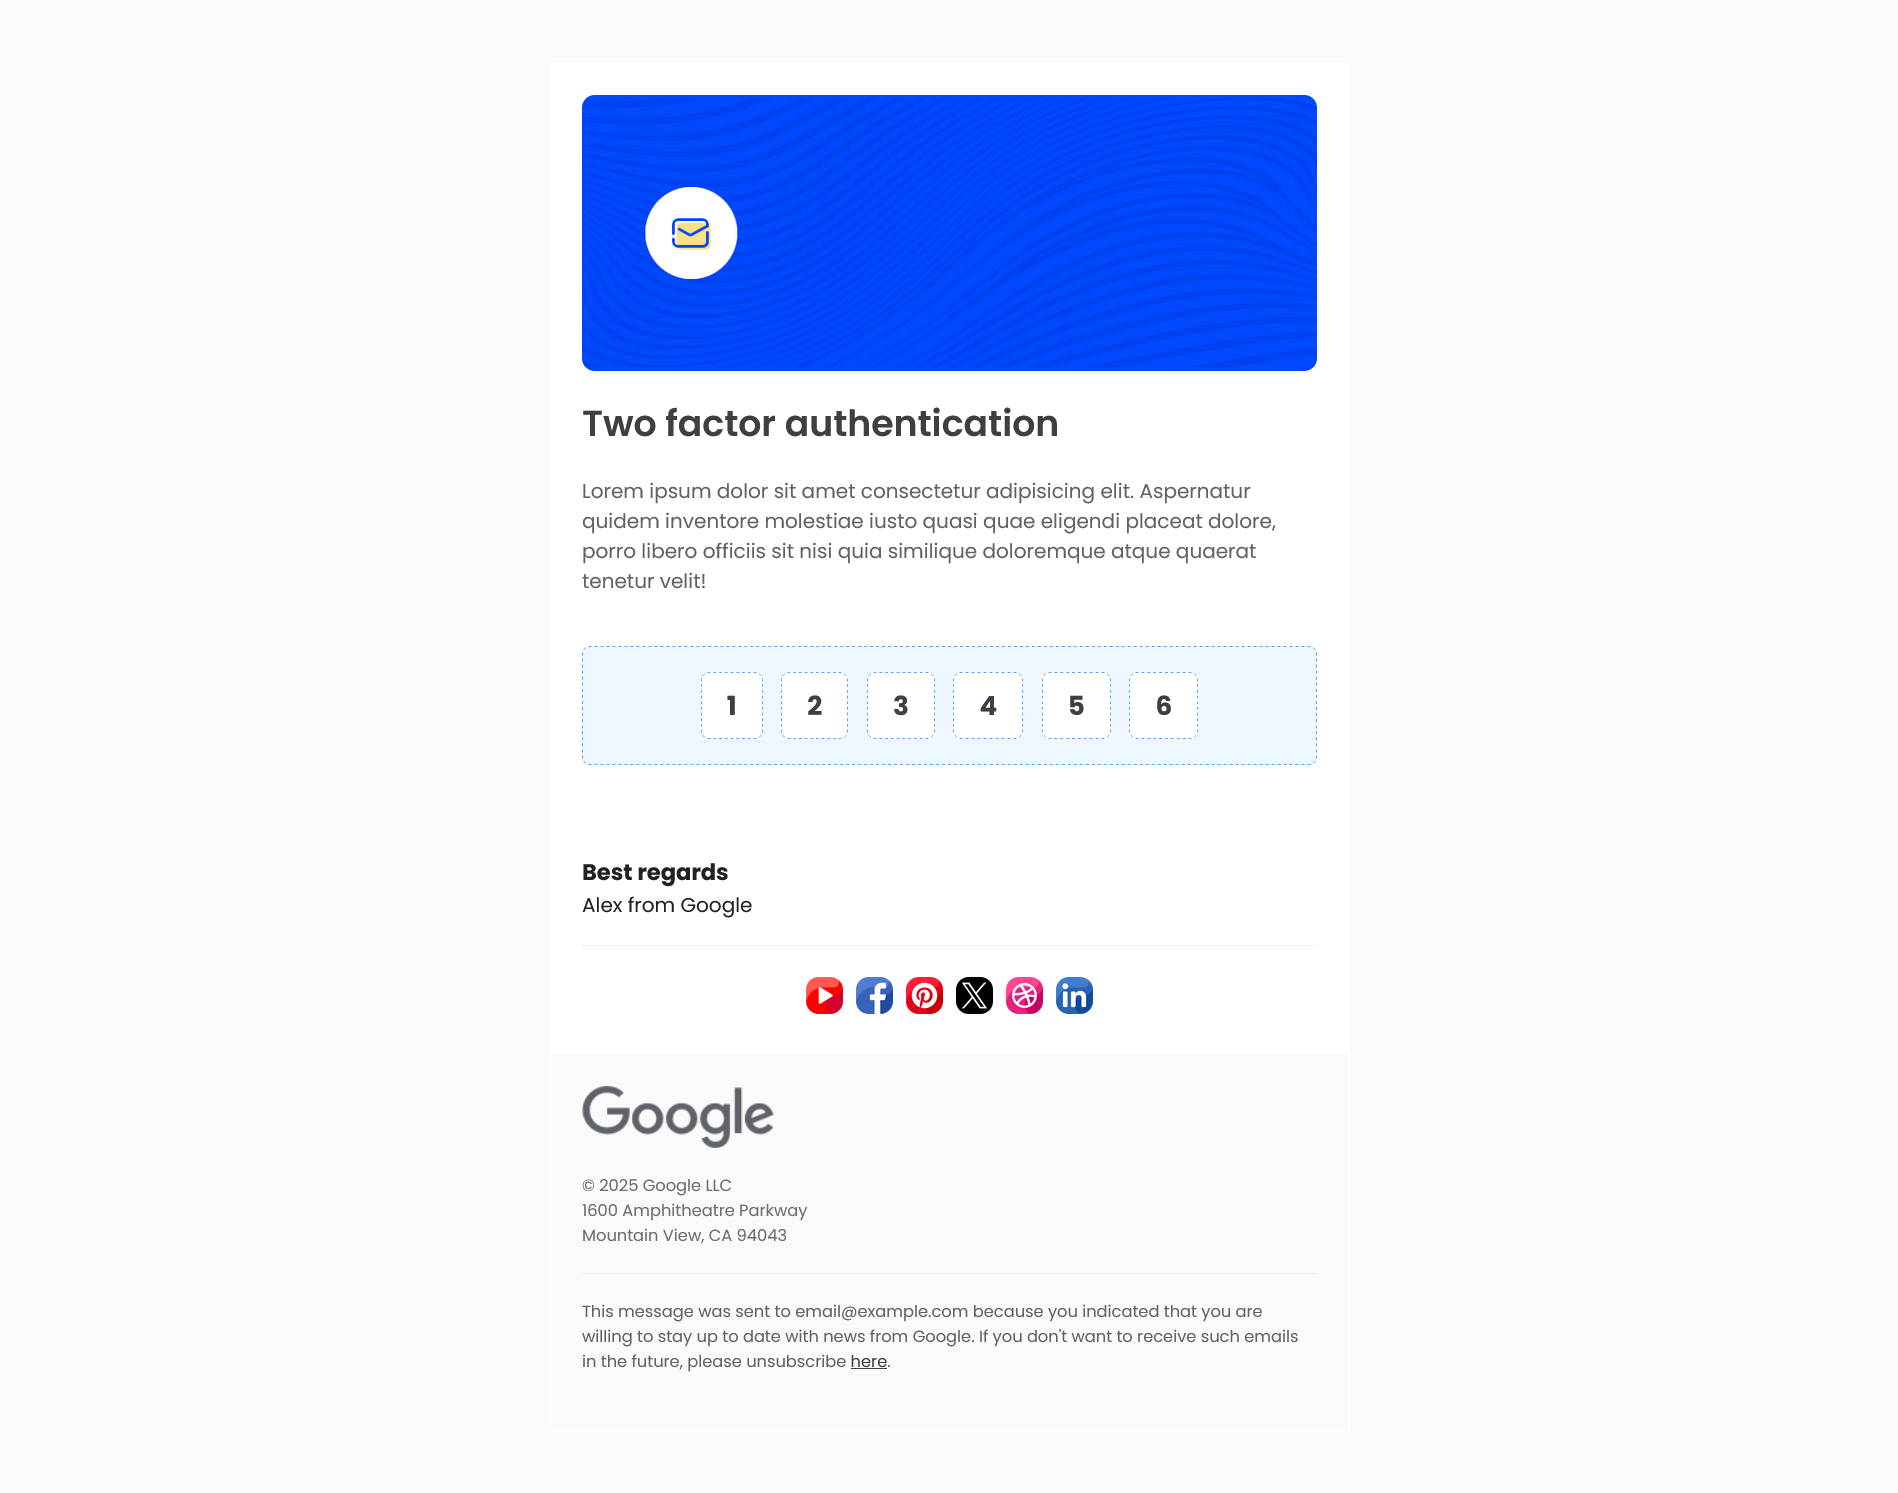 Two factor authentication
Lorem ipsum dolor sit amet consectetur adipisicing elit. Aspernatur
quidem inventore molestiae iusto quasi quae eligendi placeat dolore,
porro libero officiis sit nisi quia similique doloremque atque quaerat
tenetur velit!
1 2 3 4 5 6
Best regards
Alex from Google
Google
© 2025 Google LLC
1600 Amphitheatre Parkway
Mountain View, CA 94043
This message was sent to email@example.com because you indicated that you are
willing to stay up to date with news from Google. If you don't want to receive such emails
in the future, please unsubscribe here.